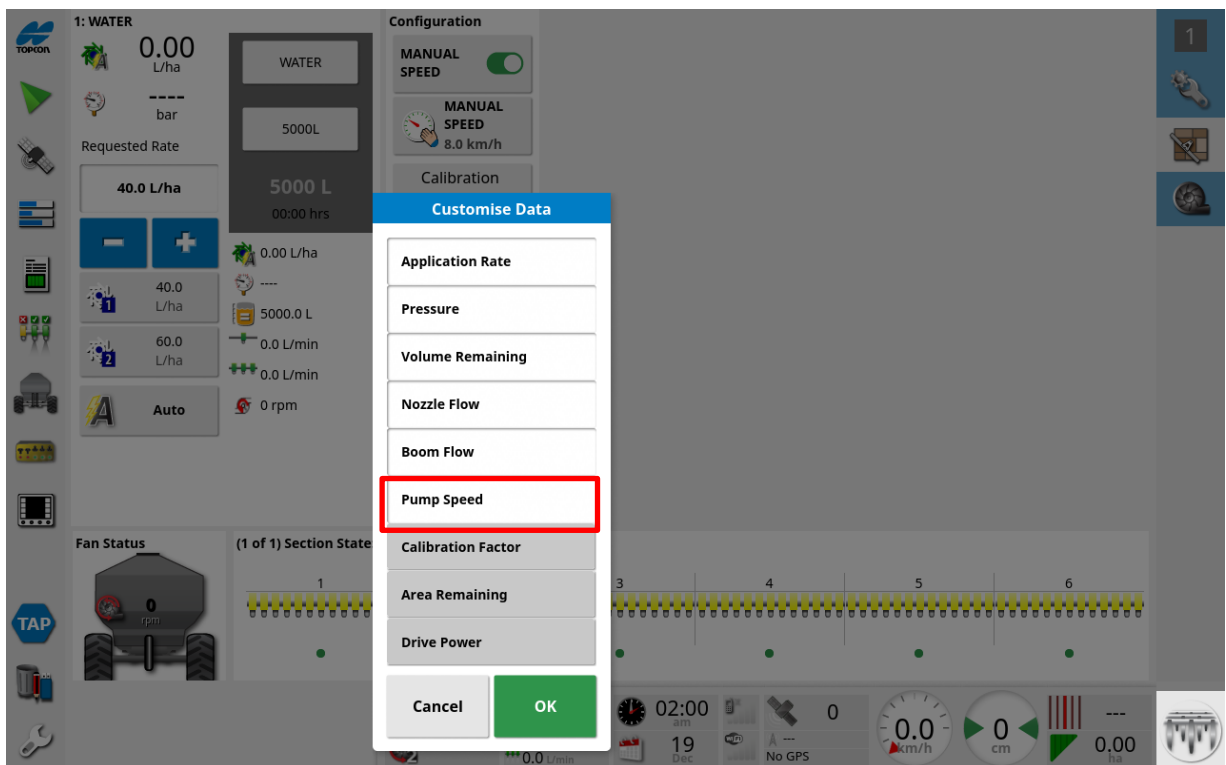 TOPCON
1: WATER
0.00
L/ha
----
bar
Requested Rate
40.0 L/ha
40.0
L/ha
1
60.0
L/ha
2
A
Auto
WATER
5000L
5000 L
00:00 hrs
0.00 L/ha
----
5000.0 L
0.0 L/min
0.0 L/min
0 rpm
Configuration
MANUAL
SPEED
MANUAL
SPEED
8.0 km/h
Calibration
Customise Data
Application Rate
Pressure
Volume Remaining
Nozzle Flow
Boom Flow
Pump Speed
Calibration Factor
Area Remaining
Drive Power
Cancel
OK
1
Fan Status
0
rpm
(1 of 1) Section State
1
3
4
5
6
TAP
2
0.0 L/min
02:00
am
19
Dec
0
A ---
No GPS
0.0
km/h
0
cm
---
0.00
ha